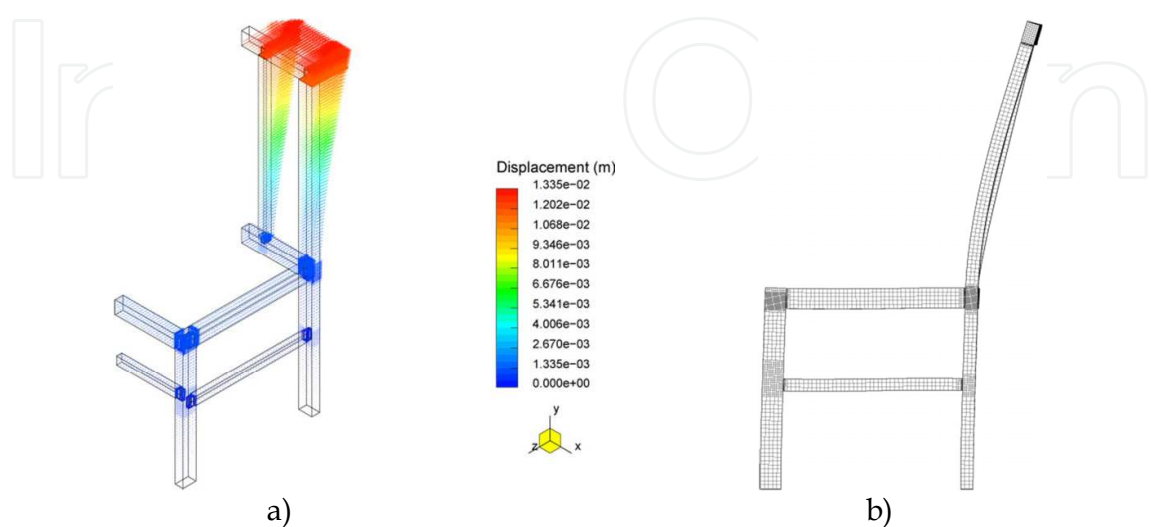 In
O
n
Displacement (m)
1.335e−02
1.202e−02
1.068e−02
9.346e−03
8.011e−03
6.676e−03
5.341e−03
4.006e−03
2.670e−03
1.335e−03
0.000e+00
y
z
x
a)
b)